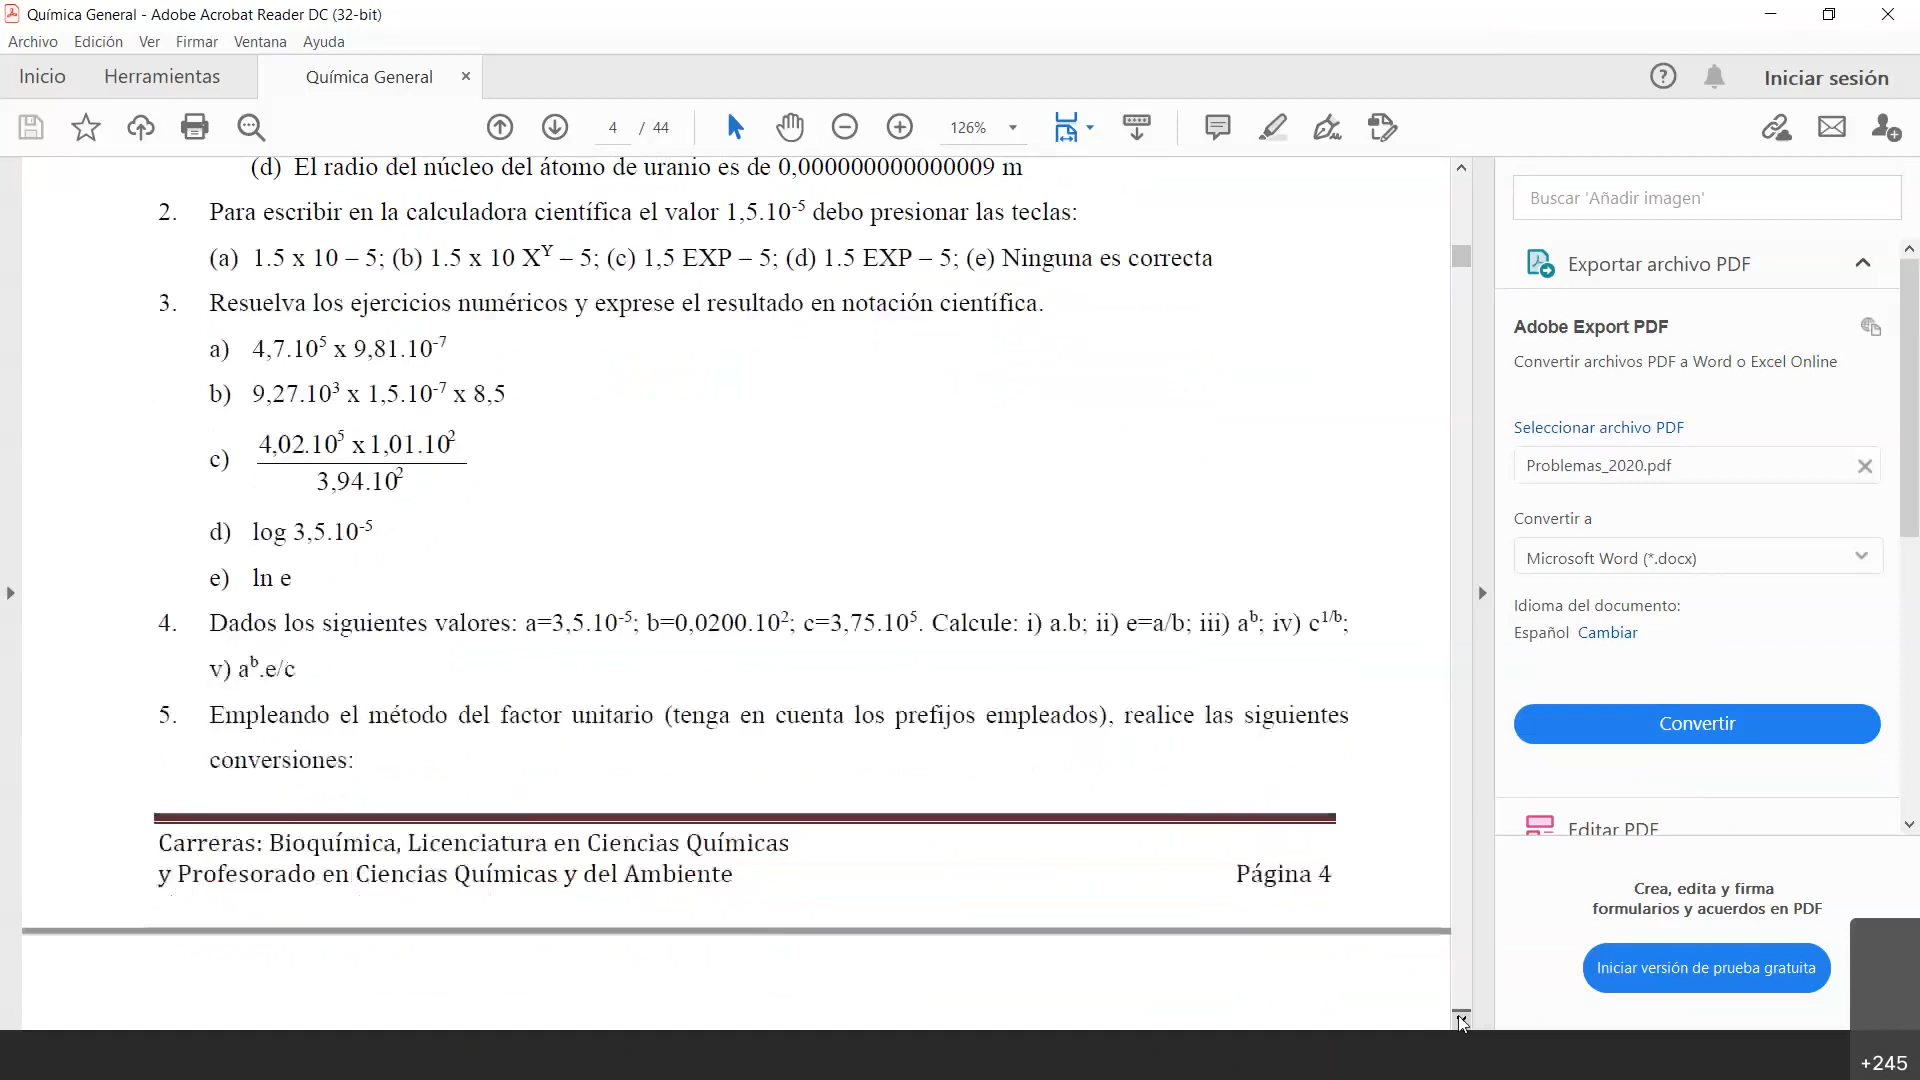 Química General - Adobe Acrobat Reader DC (32-bit)
Archivo Edición Ver Firmar Ventana Ayuda
Inicio Herramientas Química General × Iniciar sesión
4 / 44 126%
(d) El radio del núcleo del átomo de uranio es de 0,000000000000009 m
2. Para escribir en la calculadora científica el valor 1,5.10⁻⁵ debo presionar las teclas:
(a) 1.5 x 10 – 5; (b) 1.5 x 10 Xʸ – 5; (c) 1,5 EXP – 5; (d) 1.5 EXP – 5; (e) Ninguna es correcta
3. Resuelva los ejercicios numéricos y exprese el resultado en notación científica.
a) 4,7.10⁵ x 9,81.10⁻⁷
b) 9,27.10³ x 1,5.10⁻⁷ x 8,5
4,02.10⁵ x 1,01.10²
c)
3,94.10²
d) log 3,5.10⁻⁵
e) ln e
4. Dados los siguientes valores: a=3,5.10⁻⁵; b=0,0200.10²; c=3,75.10⁵. Calcule: i) a.b; ii) e=a/b; iii) aᵇ; iv) c¹ᐟᵇ;
v) aᵇ.e/c
5. Empleando el método del factor unitario (tenga en cuenta los prefijos empleados), realice las siguientes
conversiones:
Carreras: Bioquímica, Licenciatura en Ciencias Químicas
y Profesorado en Ciencias Químicas y del Ambiente Página 4
Buscar 'Añadir imagen'
Exportar archivo PDF
Adobe Export PDF
Convertir archivos PDF a Word o Excel Online
Seleccionar archivo PDF
Problemas_2020.pdf
Convertir a
Microsoft Word (*.docx)
Idioma del documento:
Español Cambiar
Convertir
Editar PDF
Crea, edita y firma
formularios y acuerdos en PDF
Iniciar versión de prueba gratuita
+245